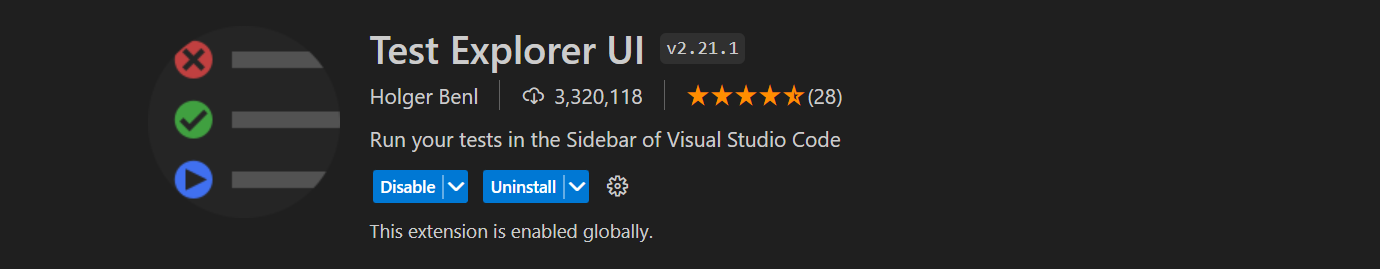 Test Explorer UI v2.21.1
Holger Benl 3,320,118 (28)
Run your tests in the Sidebar of Visual Studio Code
Disable Uninstall
This extension is enabled globally.